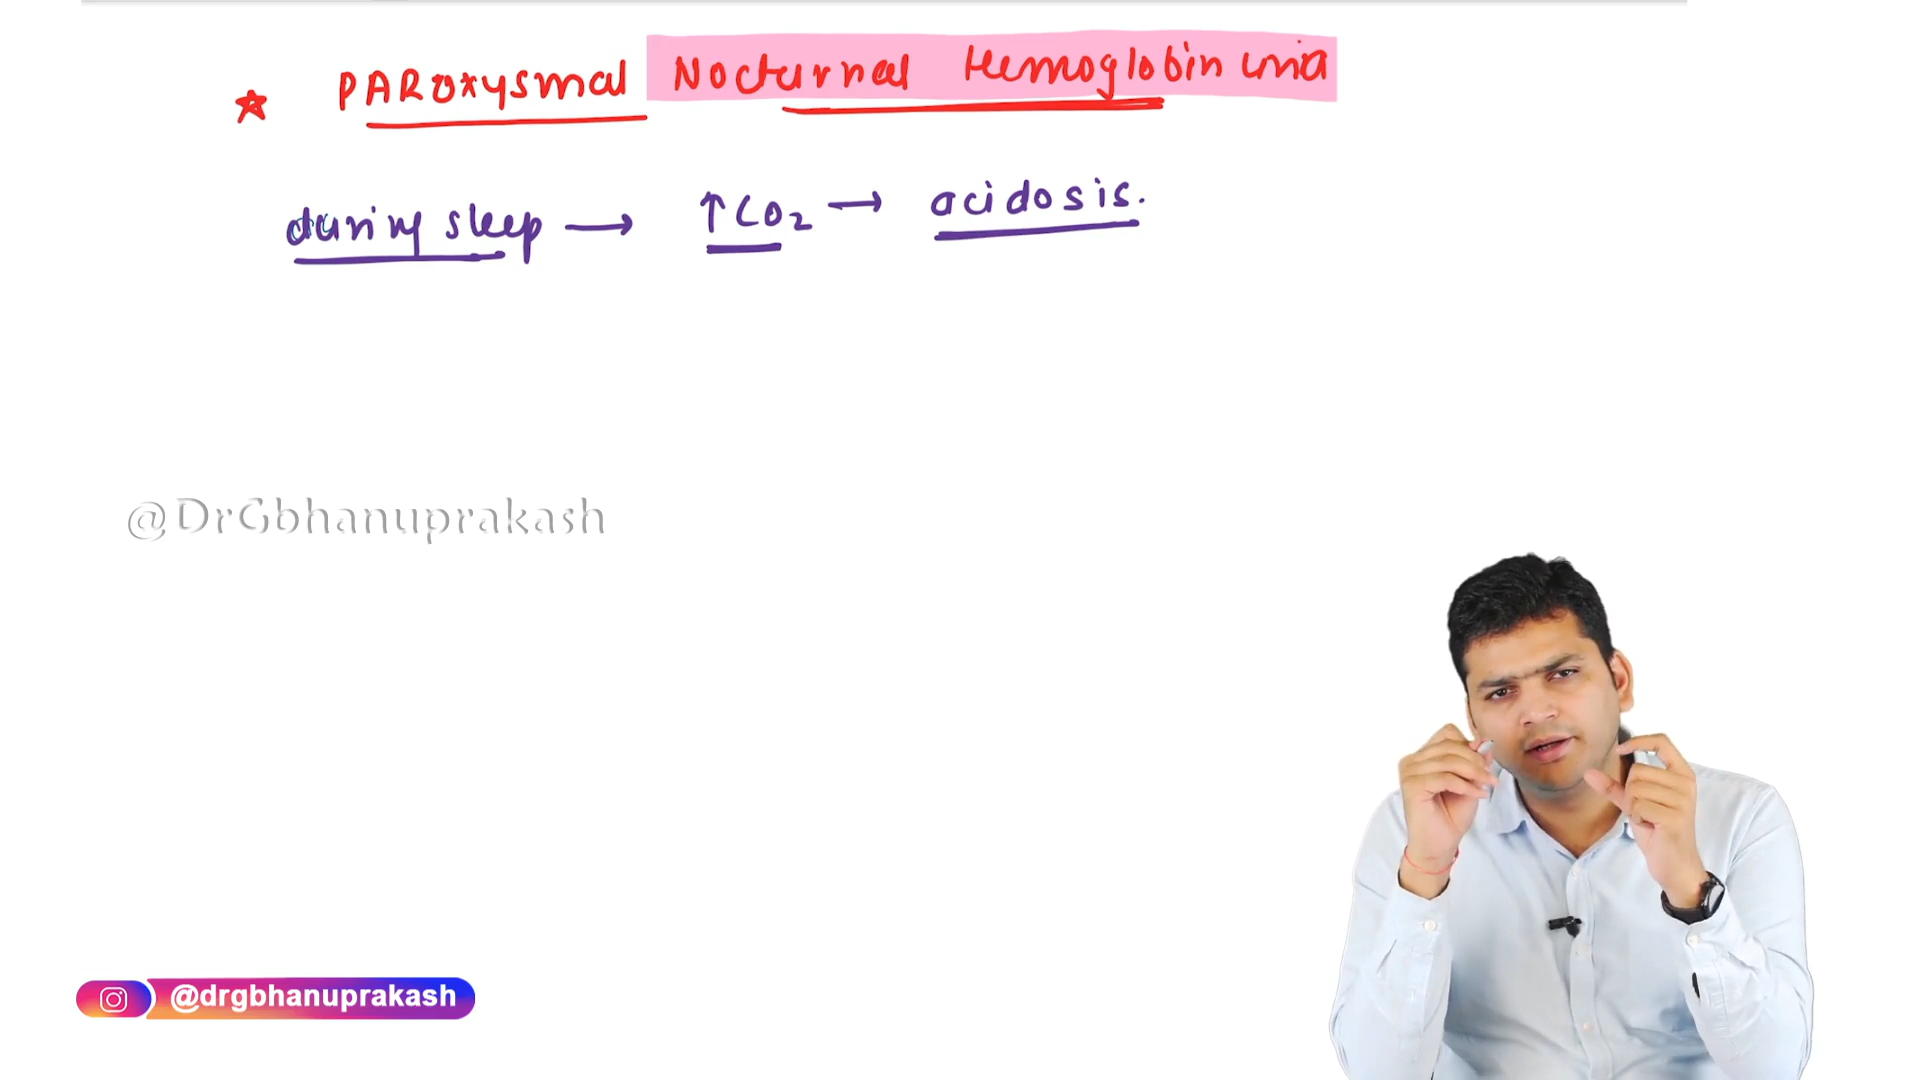 ★ PARoxysmal Nocturnal Hemoglobinuria
during sleep → ↑CO₂ → acidosis.
@DrGbhanuprakash
@drgbhanuprakash